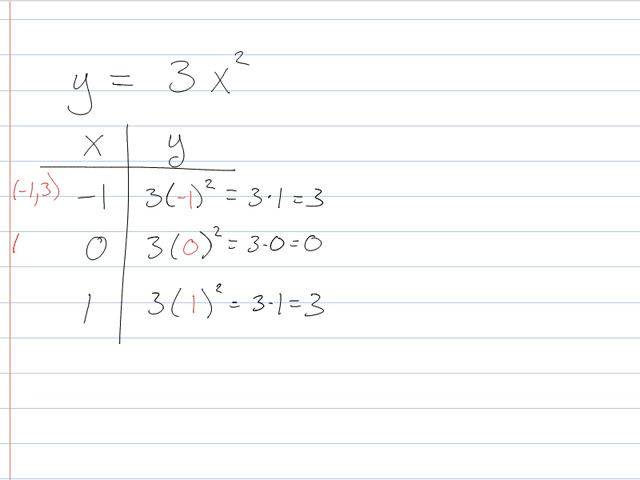 y = 3x²
x y
(-1,3) -1 3(-1)² = 3·1 = 3
( 0 3(0)² = 3·0 = 0
1 3(1)² = 3·1 = 3